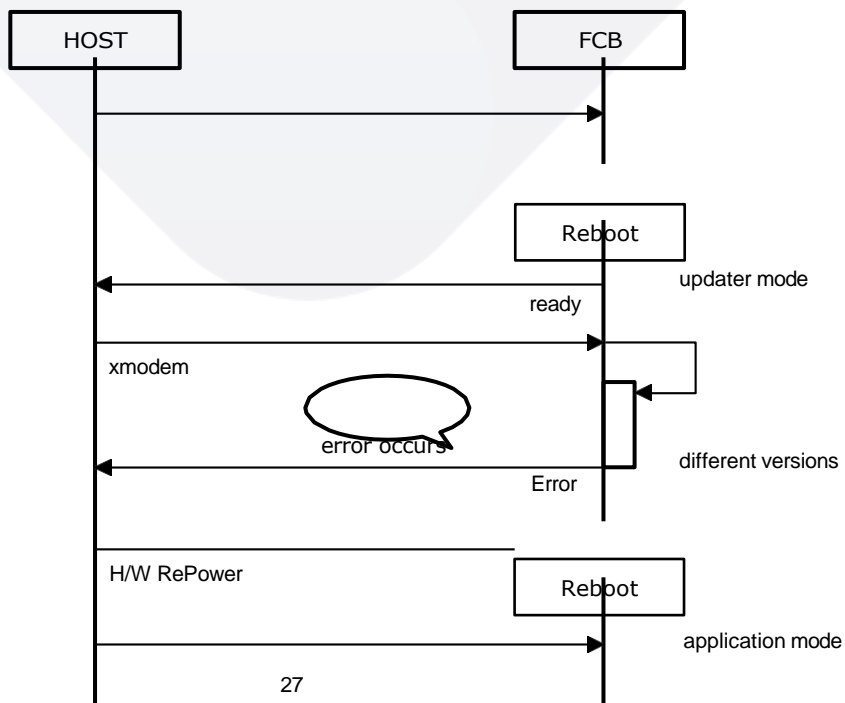 HOST
FCB
Reboot
updater mode
ready
xmodem
error occurs
different versions
Error
H/W RePower
Reboot
application mode
27